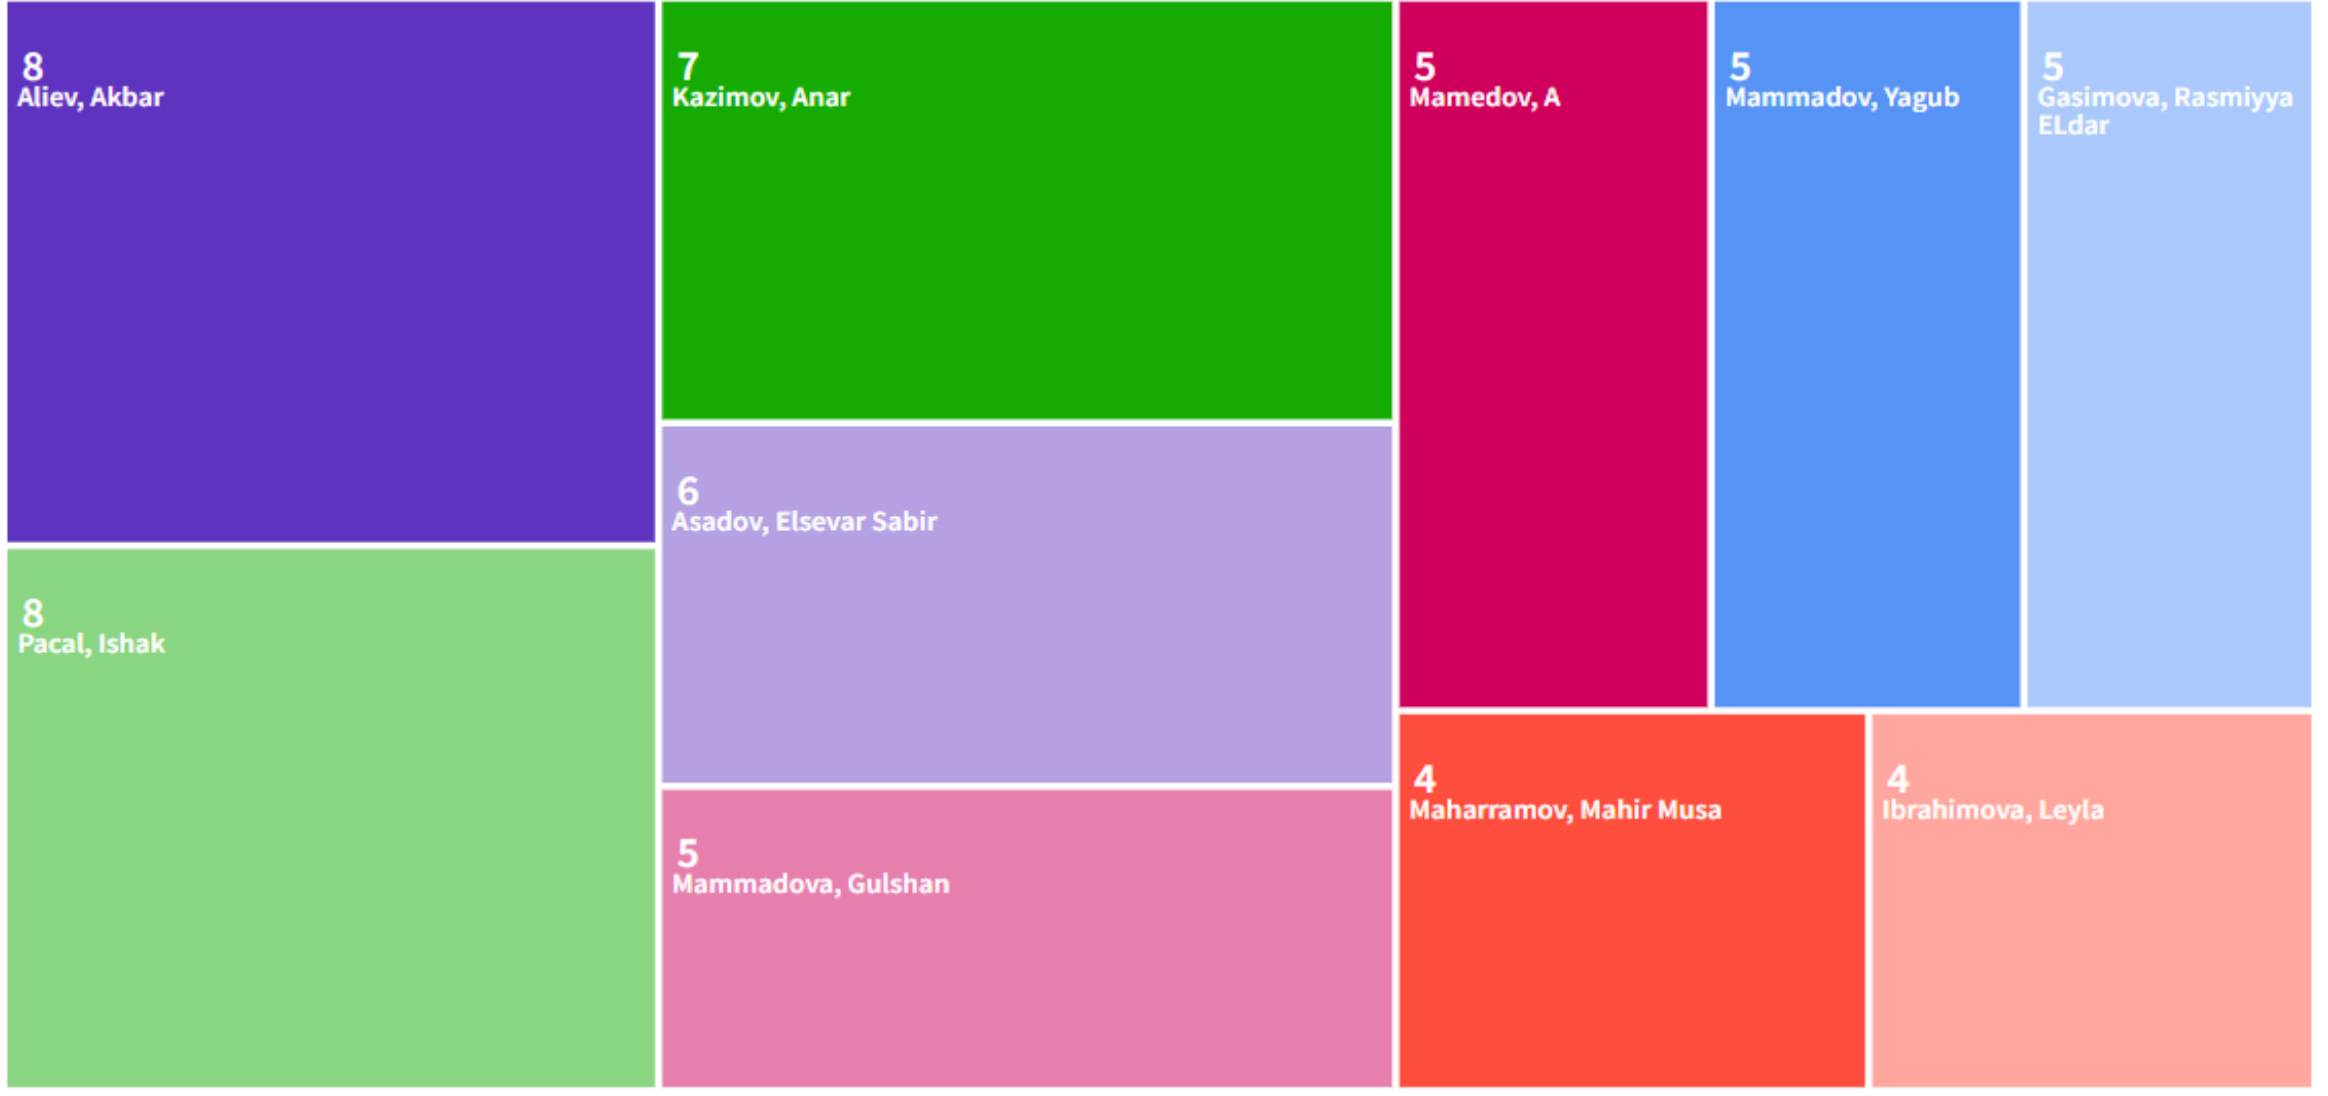 8
Aliev, Akbar
8
Pacal, Ishak
7
Kazimov, Anar
6
Asadov, Elsevar Sabir
5
Mammadova, Gulshan
5
Mamedov, A
5
Mammadov, Yagub
5
Gasimova, Rasmiyya
ELdar
4
Maharramov, Mahir Musa
4
Ibrahimova, Leyla